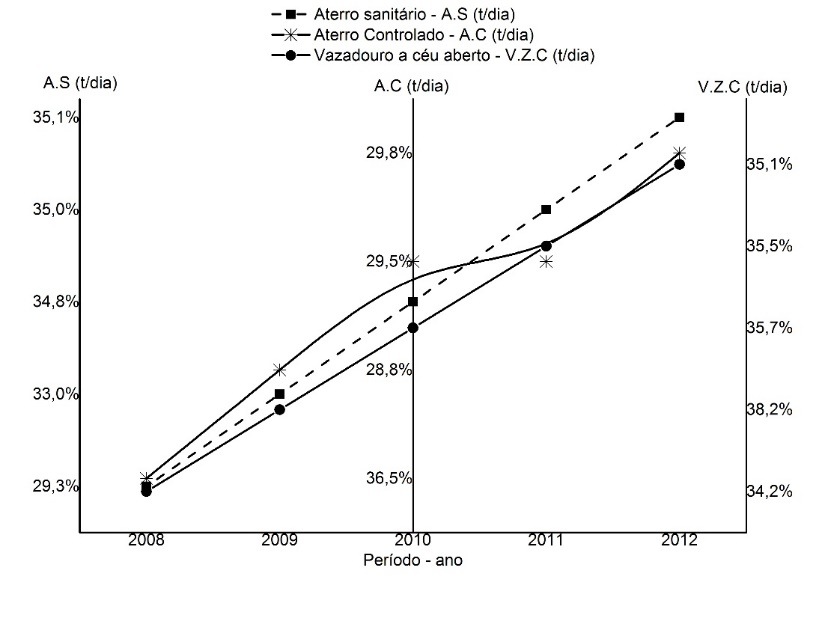 Aterro sanitário - A.S (t/dia)
Aterro Controlado - A.C (t/dia)
Vazadouro a céu aberto - V.Z.C (t/dia)
A.S (t/dia)
A.C (t/dia)
V.Z.C (t/dia)
35,1%
35,0%
34,8%
33,0%
29,3%
29,8%
29,5%
28,8%
36,5%
35,1%
35,5%
35,7%
38,2%
34,2%
2008 2009 2010 2011 2012
Período - ano